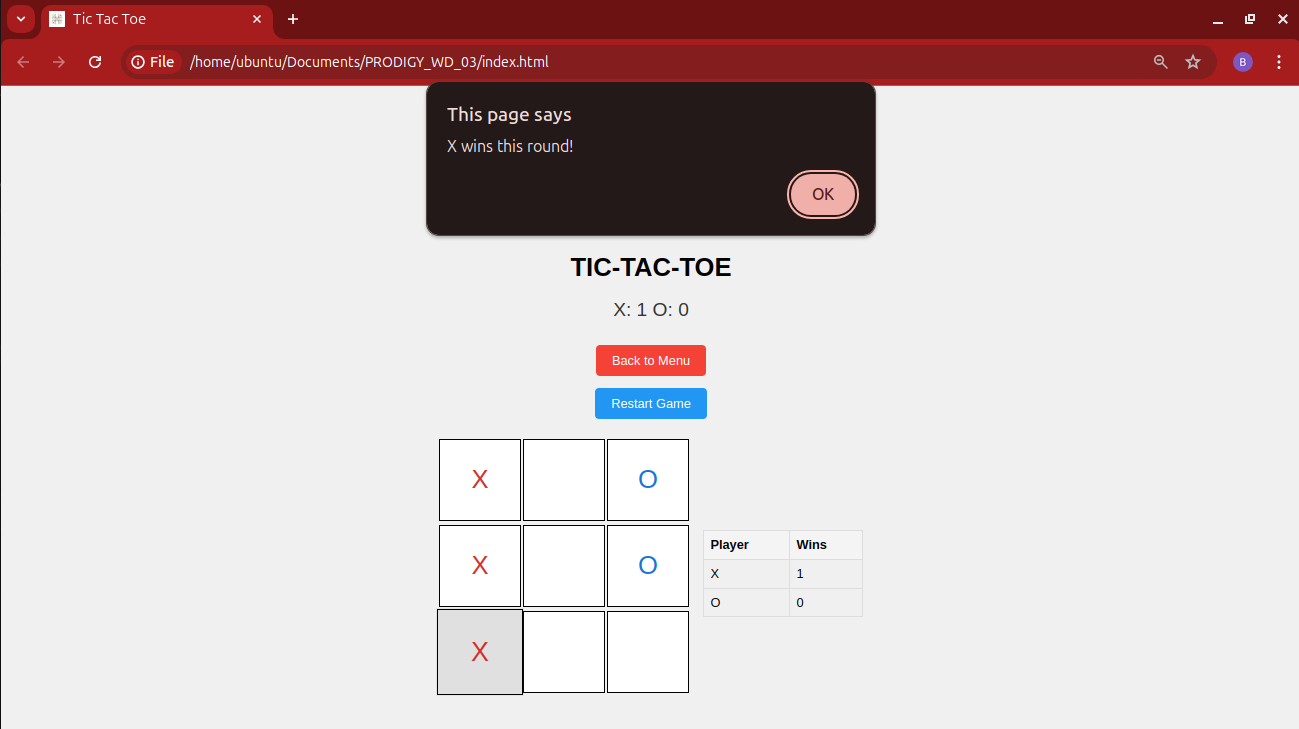 Tic Tac Toe
File /home/ubuntu/Documents/PRODIGY_WD_03/index.html B
This page says
X wins this round!
OK
TIC-TAC-TOE
X: 1 O: 0
Back to Menu
Restart Game
X O
X O
X
Player Wins
X 1
O 0